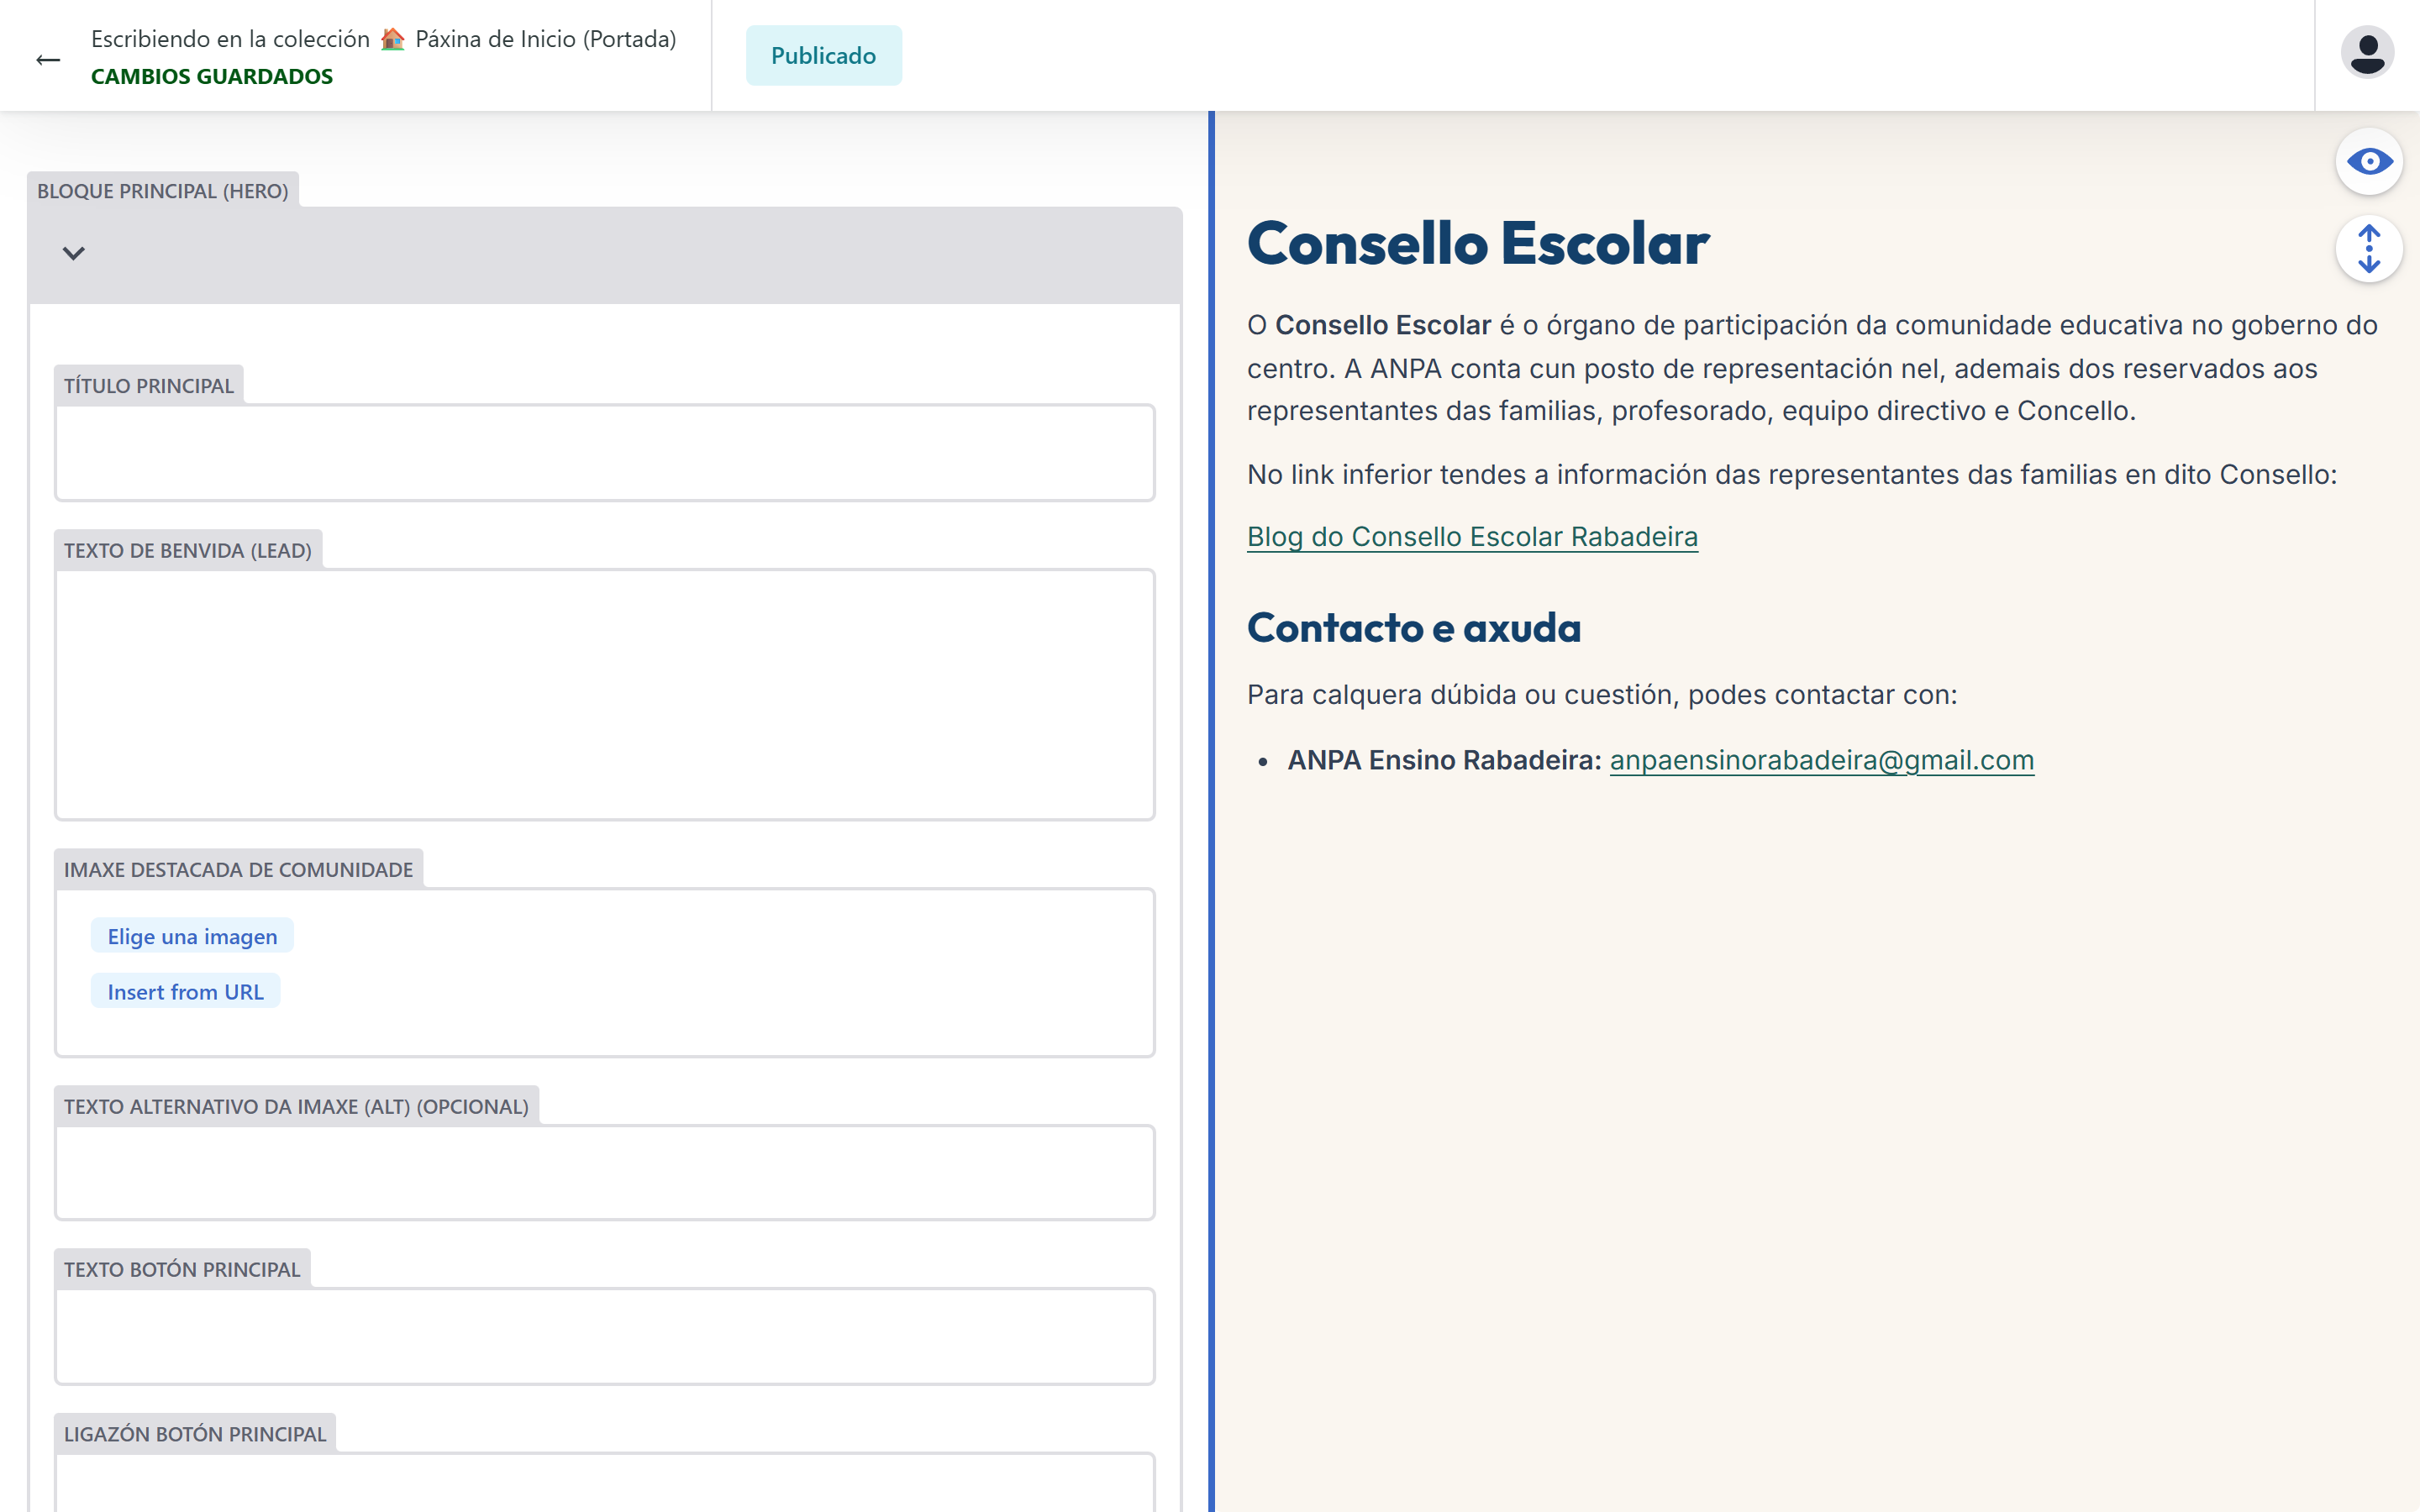 Escribiendo en la colección 🏠 Páxina de Inicio (Portada)
CAMBIOS GUARDADOS
Publicado
BLOQUE PRINCIPAL (HERO)
TÍTULO PRINCIPAL
TEXTO DE BENVIDA (LEAD)
IMAXE DESTACADA DE COMUNIDADE
Elige una imagen
Insert from URL
TEXTO ALTERNATIVO DA IMAXE (ALT) (OPCIONAL)
TEXTO BOTÓN PRINCIPAL
LIGAZÓN BOTÓN PRINCIPAL
Consello Escolar
O Consello Escolar é o órgano de participación da comunidade educativa no goberno do
centro. A ANPA conta cun posto de representación nel, ademais dos reservados aos
representantes das familias, profesorado, equipo directivo e Concello.
No link inferior tendes a información das representantes das familias en dito Consello:
Blog do Consello Escolar Rabadeira
Contacto e axuda
Para calquera dúbida ou cuestión, podes contactar con:
• ANPA Ensino Rabadeira: anpaensinorabadeira@gmail.com